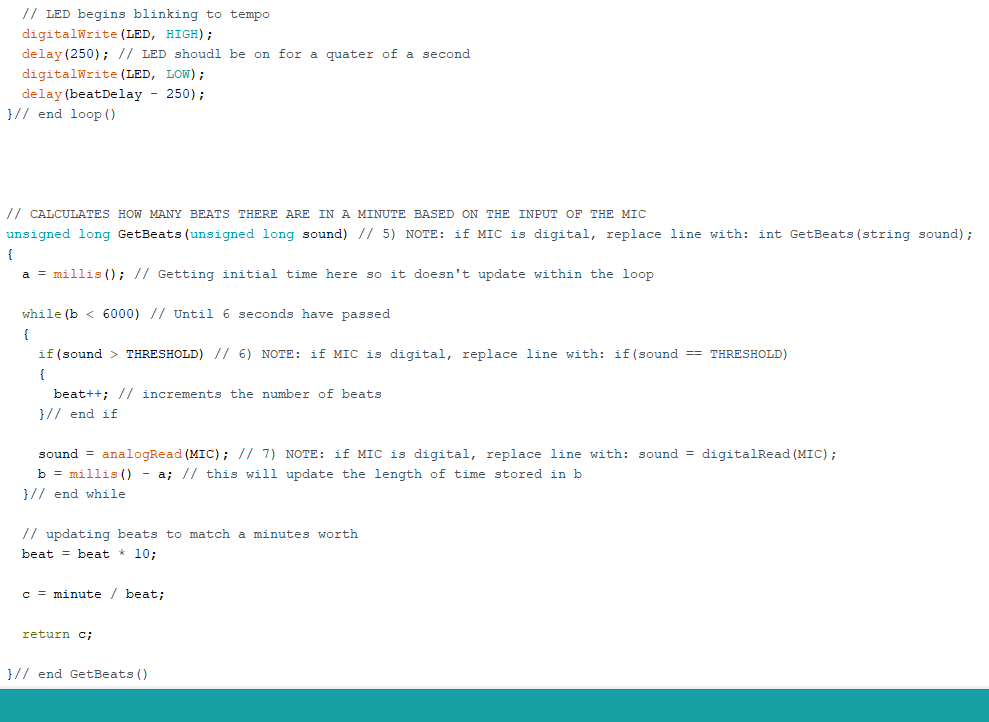 // LED begins blinking to tempo
digitalWrite(LED, HIGH);
delay(250); // LED shoudl be on for a quater of a second
digitalWrite(LED, LOW);
delay(beatDelay - 250);
}// end loop()
// CALCULATES HOW MANY BEATS THERE ARE IN A MINUTE BASED ON THE INPUT OF THE MIC
unsigned long GetBeats(unsigned long sound) // 5) NOTE: if MIC is digital, replace line with: int GetBeats(string sound);
{
a = millis(); // Getting initial time here so it doesn't update within the loop
while(b < 6000) // Until 6 seconds have passed
{
if(sound > THRESHOLD) // 6) NOTE: if MIC is digital, replace line with: if(sound == THRESHOLD)
{
beat++; // increments the number of beats
}// end if
sound = analogRead(MIC); // 7) NOTE: if MIC is digital, replace line with: sound = digitalRead(MIC);
b = millis() - a; // this will update the length of time stored in b
}// end while
// updating beats to match a minutes worth
beat = beat * 10;
c = minute / beat;
return c;
}// end GetBeats()